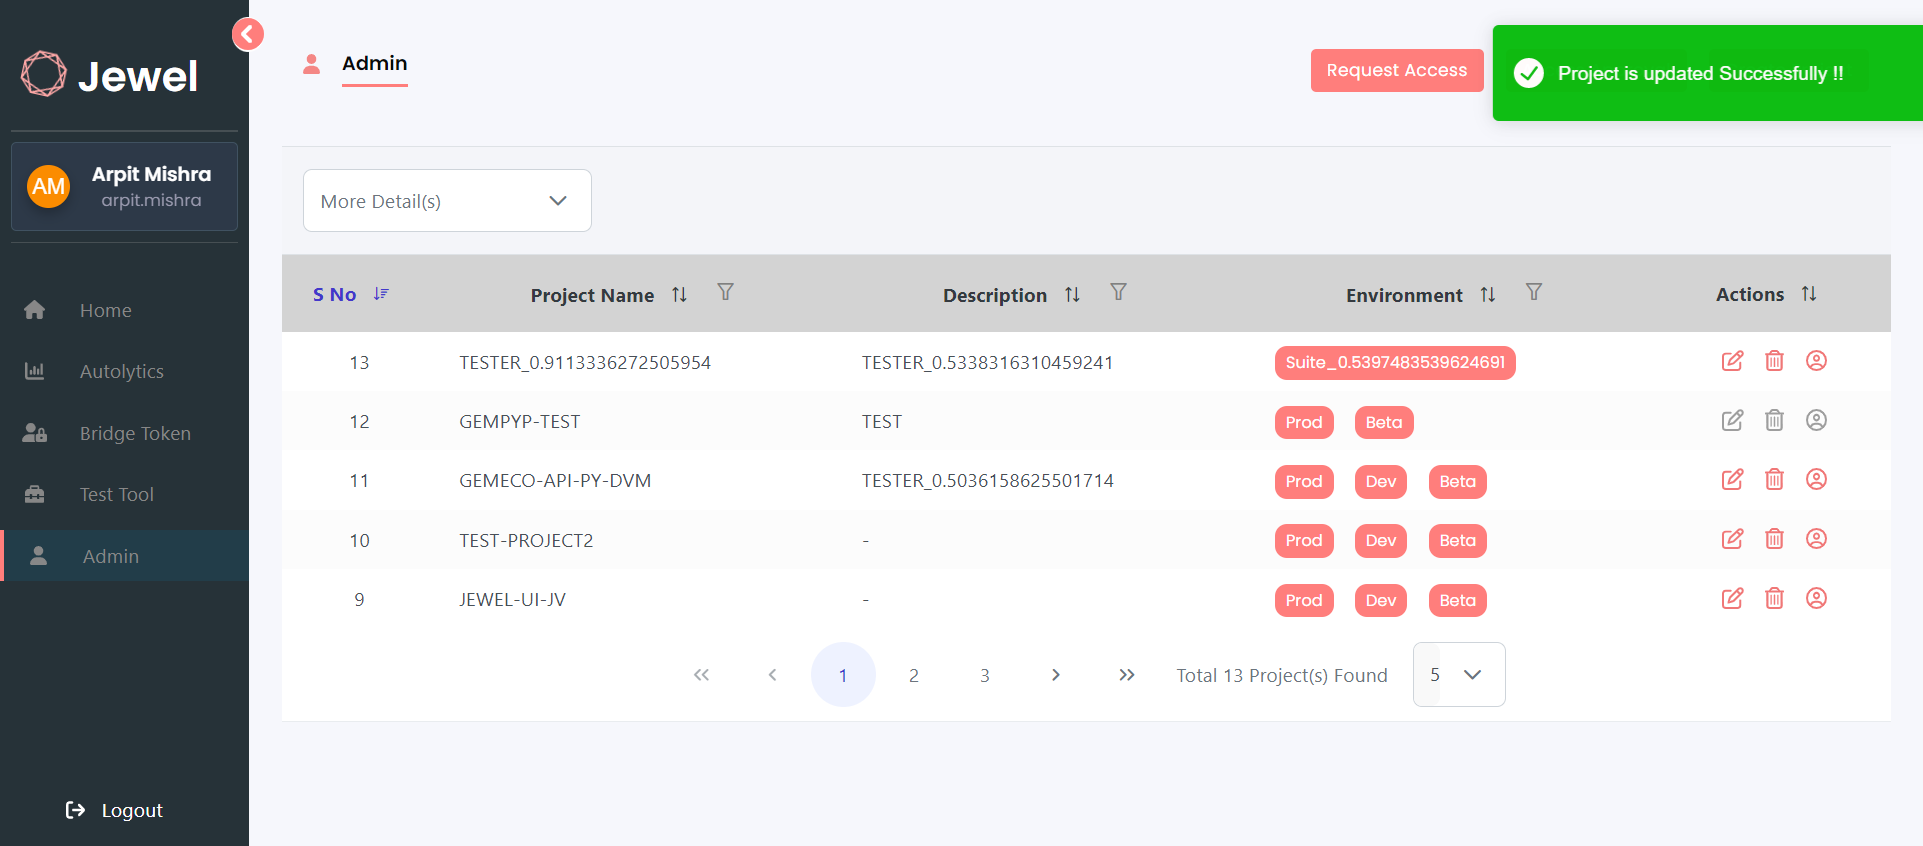 Jewel
AM
Arpit Mishra
arpit.mishra
Home
Autolytics
Bridge Token
Test Tool
Admin
Logout
Admin
Request Access
Project is updated Successfully !!
More Detail(s)
S No Project Name Description Environment Actions
13 TESTER_0.9113336272505954 TESTER_0.5338316310459241 Suite_0.5397483539624691
12 GEMPYP-TEST TEST Prod Beta
11 GEMECO-API-PY-DVM TESTER_0.5036158625501714 Prod Dev Beta
10 TEST-PROJECT2 - Prod Dev Beta
9 JEWEL-UI-JV - Prod Dev Beta
1 2 3 Total 13 Project(s) Found 5